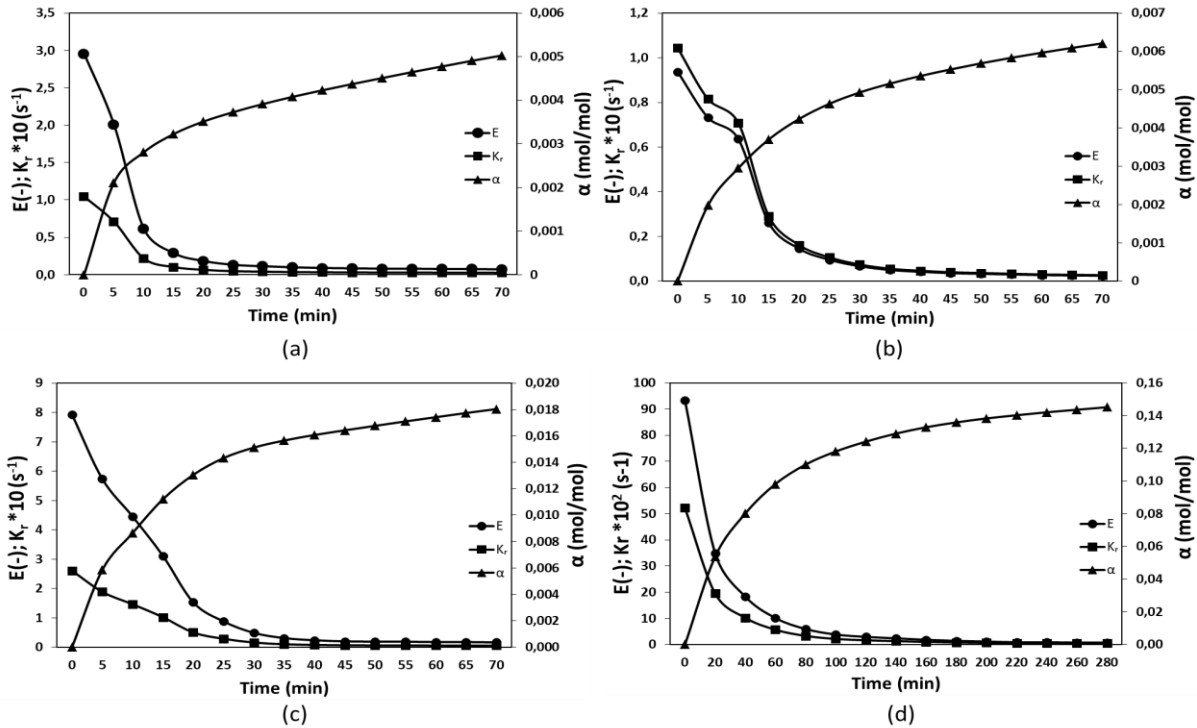 3,5
3,0
2,5
2,0
1,5
1,0
0,5
0,0
E(-); Kr *10 (s-1)
0,006
0,005
0,004
0,003
0,002
0,001
0
α (mol/mol)
E
Kr
α
0 5 10 15 20 25 30 35 40 45 50 55 60 65 70
Time (min)
(a)
1,2
1,0
0,8
0,6
0,4
0,2
0,0
E(-); Kr *10 (s-1)
0,007
0,006
0,005
0,004
0,003
0,002
0,001
0
α (mol/mol)
E
Kr
α
0 5 10 15 20 25 30 35 40 45 50 55 60 65 70
Time (min)
(b)
9
8
7
6
5
4
3
2
1
0
E(-); Kr *10 (s-1)
0,020
0,018
0,016
0,014
0,012
0,010
0,008
0,006
0,004
0,002
0,000
α (mol/mol)
E
Kr
α
0 5 10 15 20 25 30 35 40 45 50 55 60 65 70
Time (min)
(c)
100
90
80
70
60
50
40
30
20
10
0
E(-); Kr *10² (s-1)
0,16
0,14
0,12
0,10
0,08
0,06
0,04
0,02
0,00
α (mol/mol)
E
Kr
α
0 20 40 60 80 100 120 140 160 180 200 220 240 260 280
Time (min)
(d)